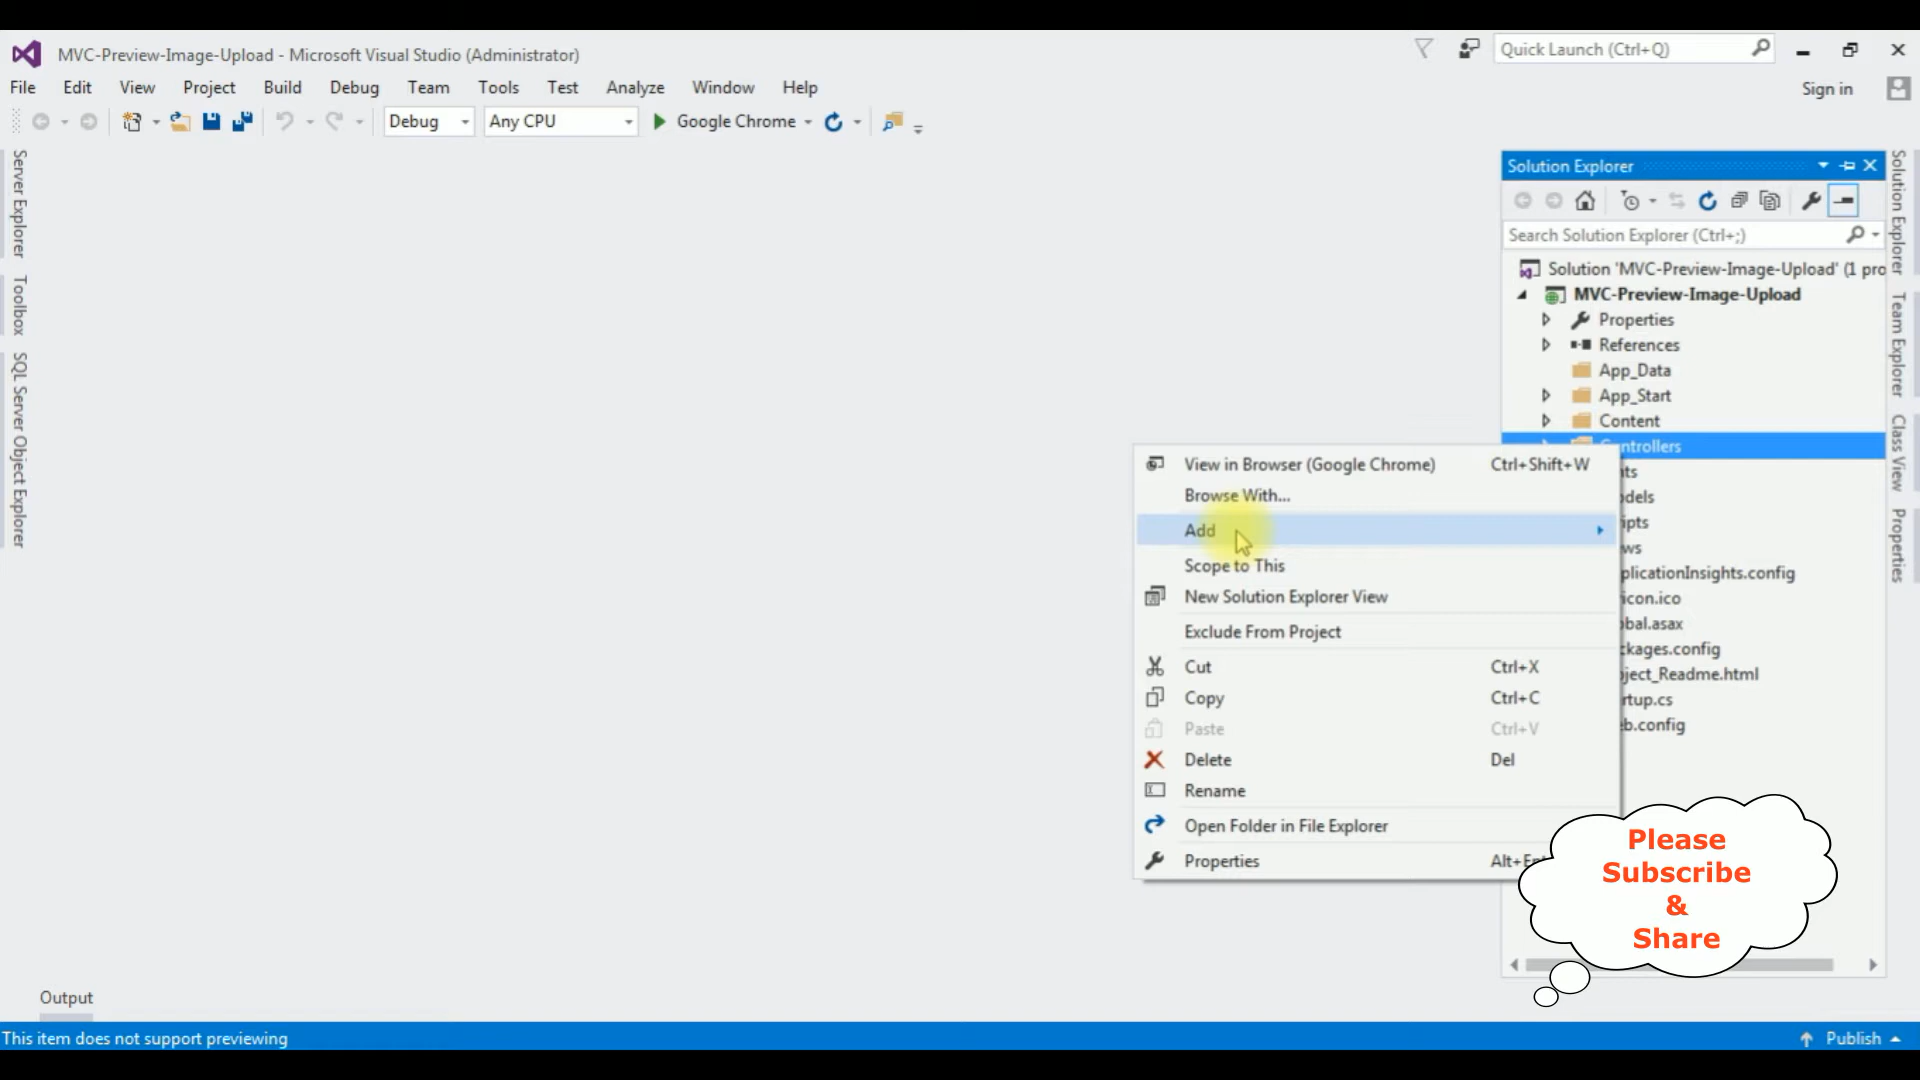 MVC-Preview-Image-Upload - Microsoft Visual Studio (Administrator)
Quick Launch (Ctrl+Q)
File Edit View Project Build Debug Team Tools Test Analyze Window Help
Sign in
Debug Any CPU Google Chrome
Server Explorer
Toolbox
SQL Server Object Explorer
Solution Explorer
Search Solution Explorer (Ctrl+;)
Solution 'MVC-Preview-Image-Upload' (1 pro
MVC-Preview-Image-Upload
Properties
References
App_Data
App_Start
Content
ntrollers
nts
dels
ipts
ws
plicationInsights.config
icon.ico
bal.asax
ckages.config
ject_Readme.html
rtup.cs
b.config
Solution Explorer
Team Explorer
Class View
Properties
View in Browser (Google Chrome) Ctrl+Shift+W
Browse With...
Add
Scope to This
New Solution Explorer View
Exclude From Project
Cut Ctrl+X
Copy Ctrl+C
Paste Ctrl+V
Delete Del
Rename
Open Folder in File Explorer
Properties Alt+En
Please
Subscribe
&
Share
Output
This item does not support previewing
Publish